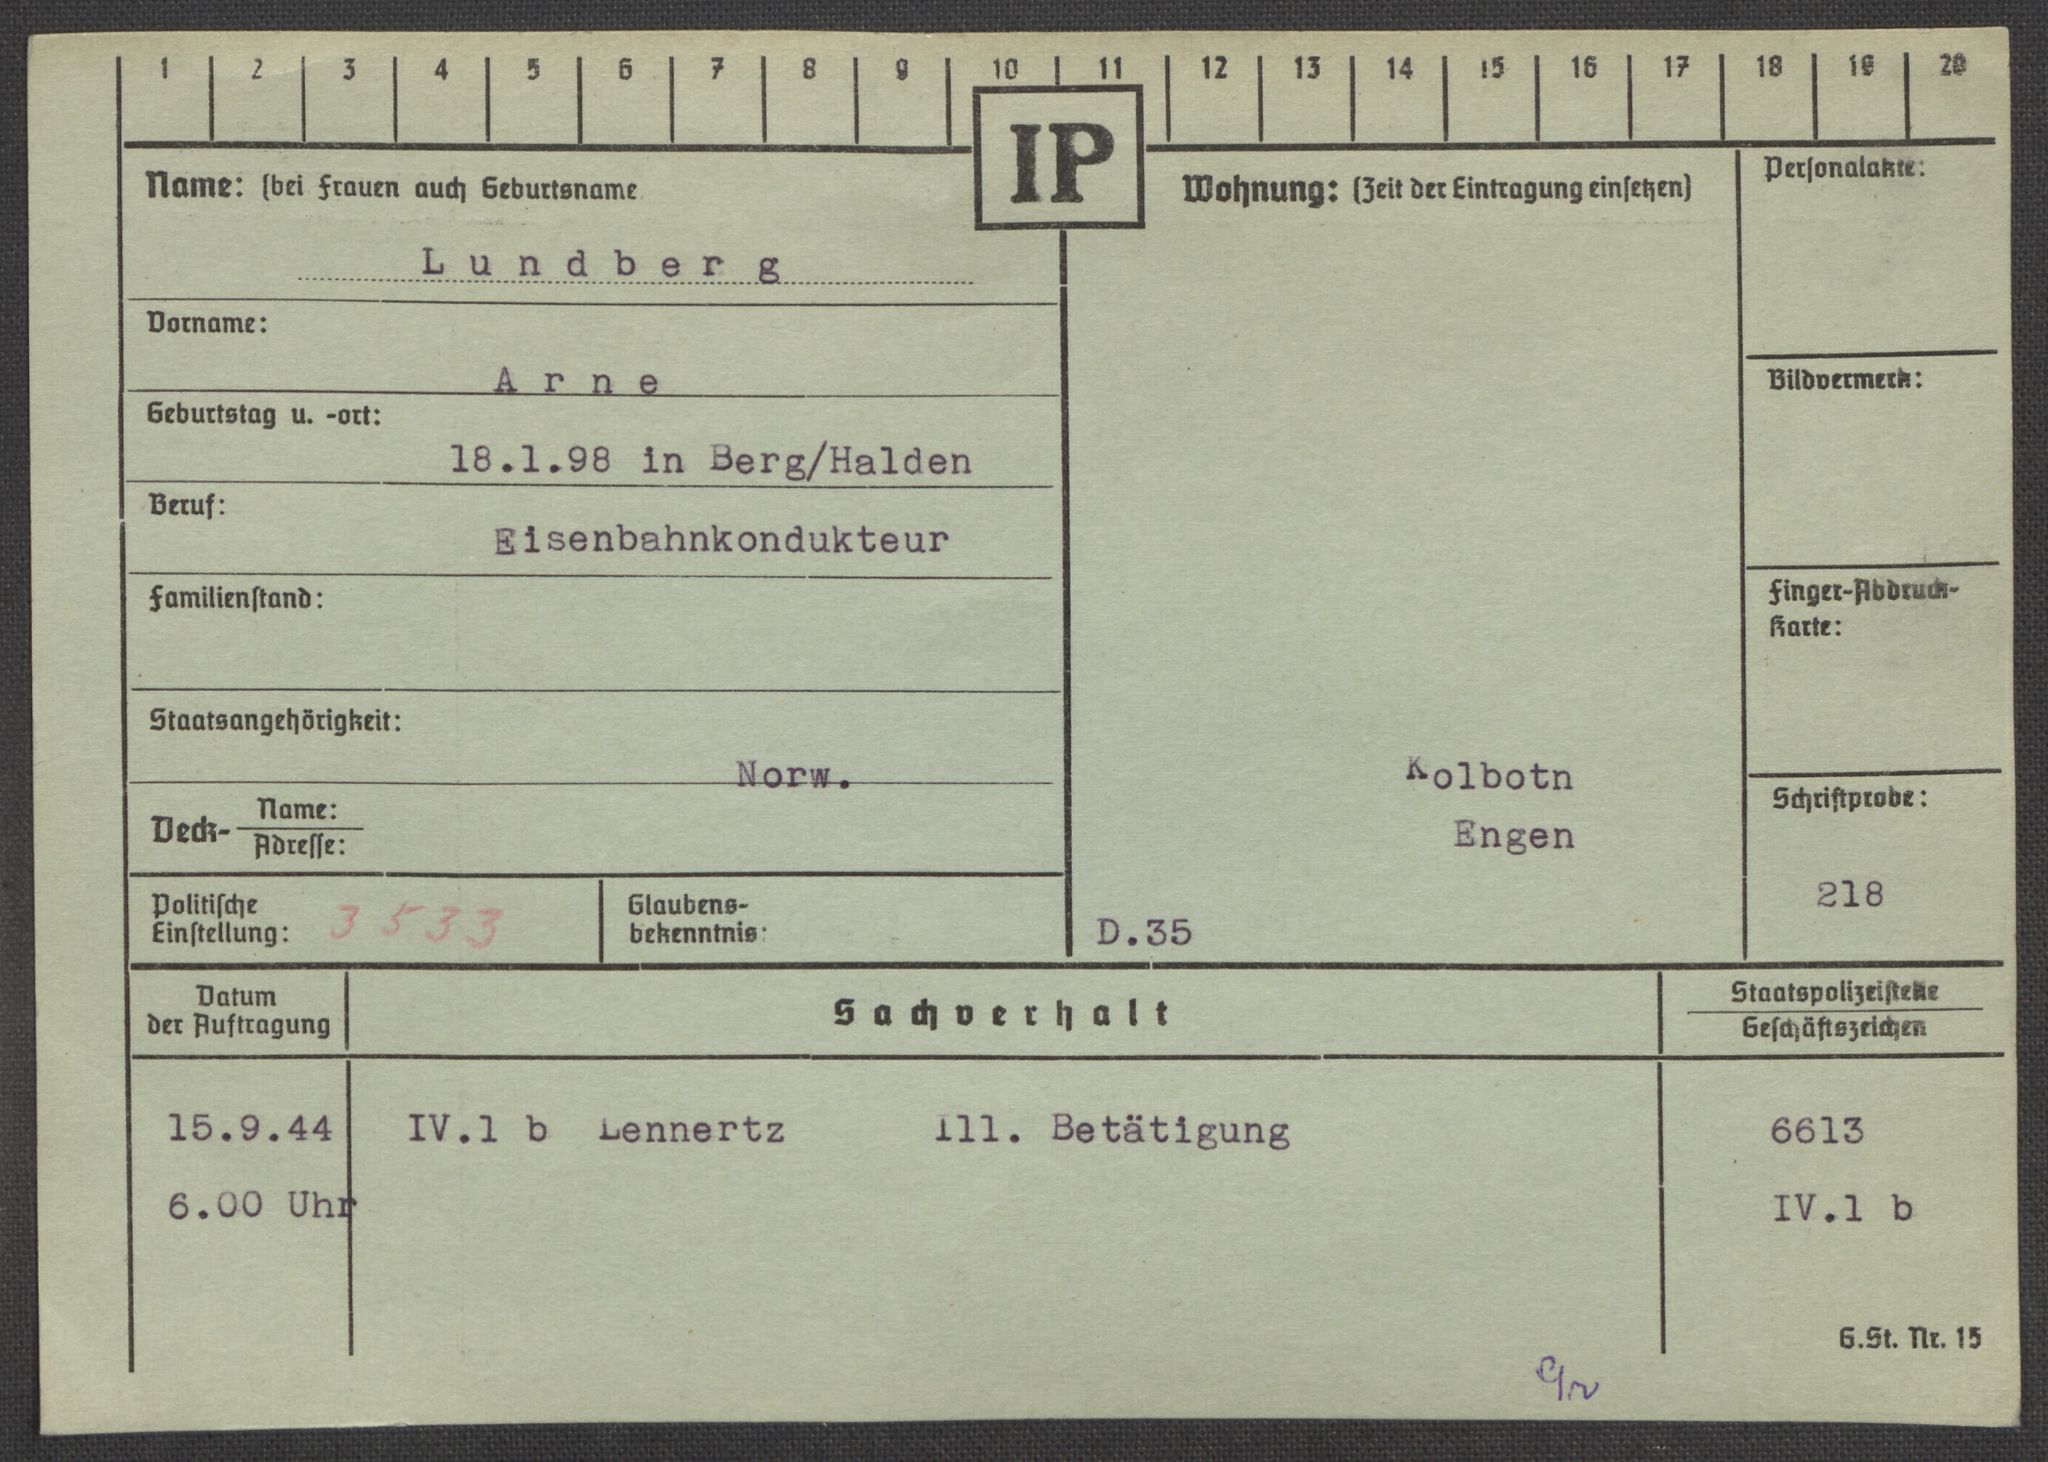 1 2 3 4 5 6 7 8 9 10 11 12 13 14 15 16 17 18 19 20
IP
Name: (bei Frauen auch Geburtsname
Lundberg
Vorname:
Arne
Geburtstag u. -ort:
18.1.98 in Berg/Halden
Beruf:
Eisenbahnkondukteur
Familienstand:
Staatsangehörigkeit:
Norw.
Deck- Name:
Adresse:
Politische
Einstellung: 3533
Glaubens-
bekenntnis:
Wohnung: (Zeit der Eintragung einsetzen)
Kolbotn
Engen
D.35
Personalakte:
Bildvermerk:
Finger-Abdruck-
Karte:
Schriftprobe:
218
Datum
der Auftragung
Sachverhalt
Staatspolizeistelle
Geschäftszeichen
15.9.44 IV.1 b Lennertz Ill. Betätigung 6613
6.00 Uhr IV.1 b
G.St. Nr. 15